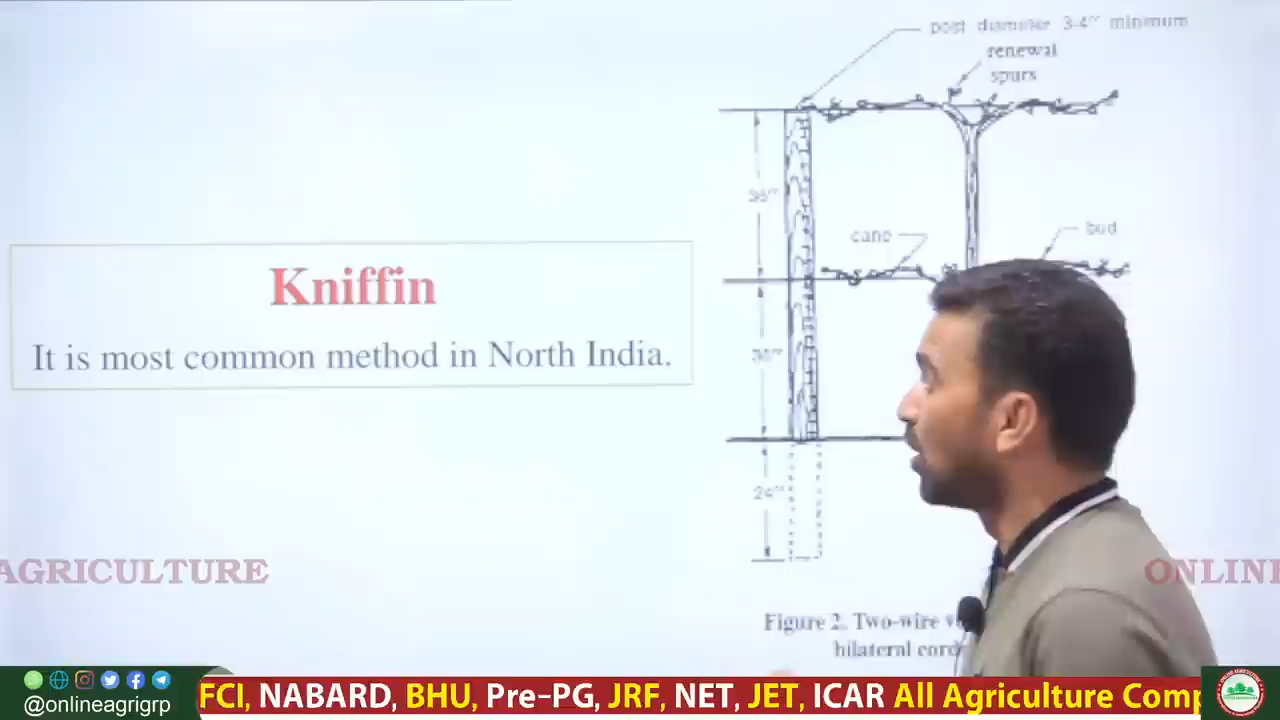 post diameter 3-4" minimum
renewal
spurs
36"
cane
bud
Kniffin
It is most common method in North India.
36"
24"
AGRICULTURE
ONLINE
Figure 2. Two-wire
bilateral
@onlineagrigrp
FCI, NABARD, BHU, Pre-PG, JRF, NET, JET, ICAR All Agriculture Comp